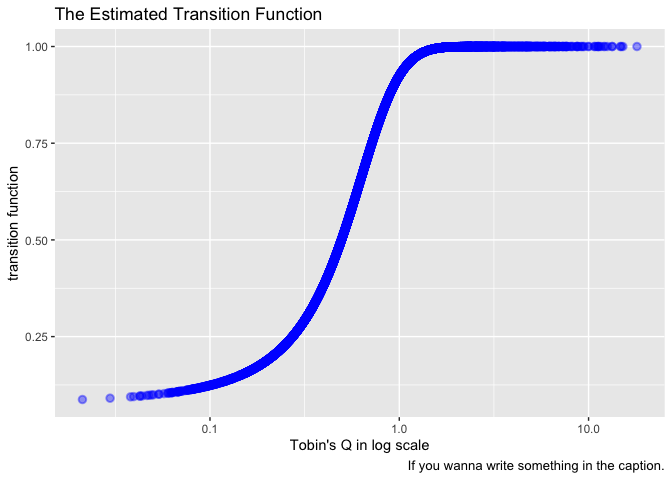 The Estimated Transition Function
transition function
1.00
0.75
0.50
0.25
0.1
1.0
10.0
Tobin's Q in log scale
If you wanna write something in the caption.